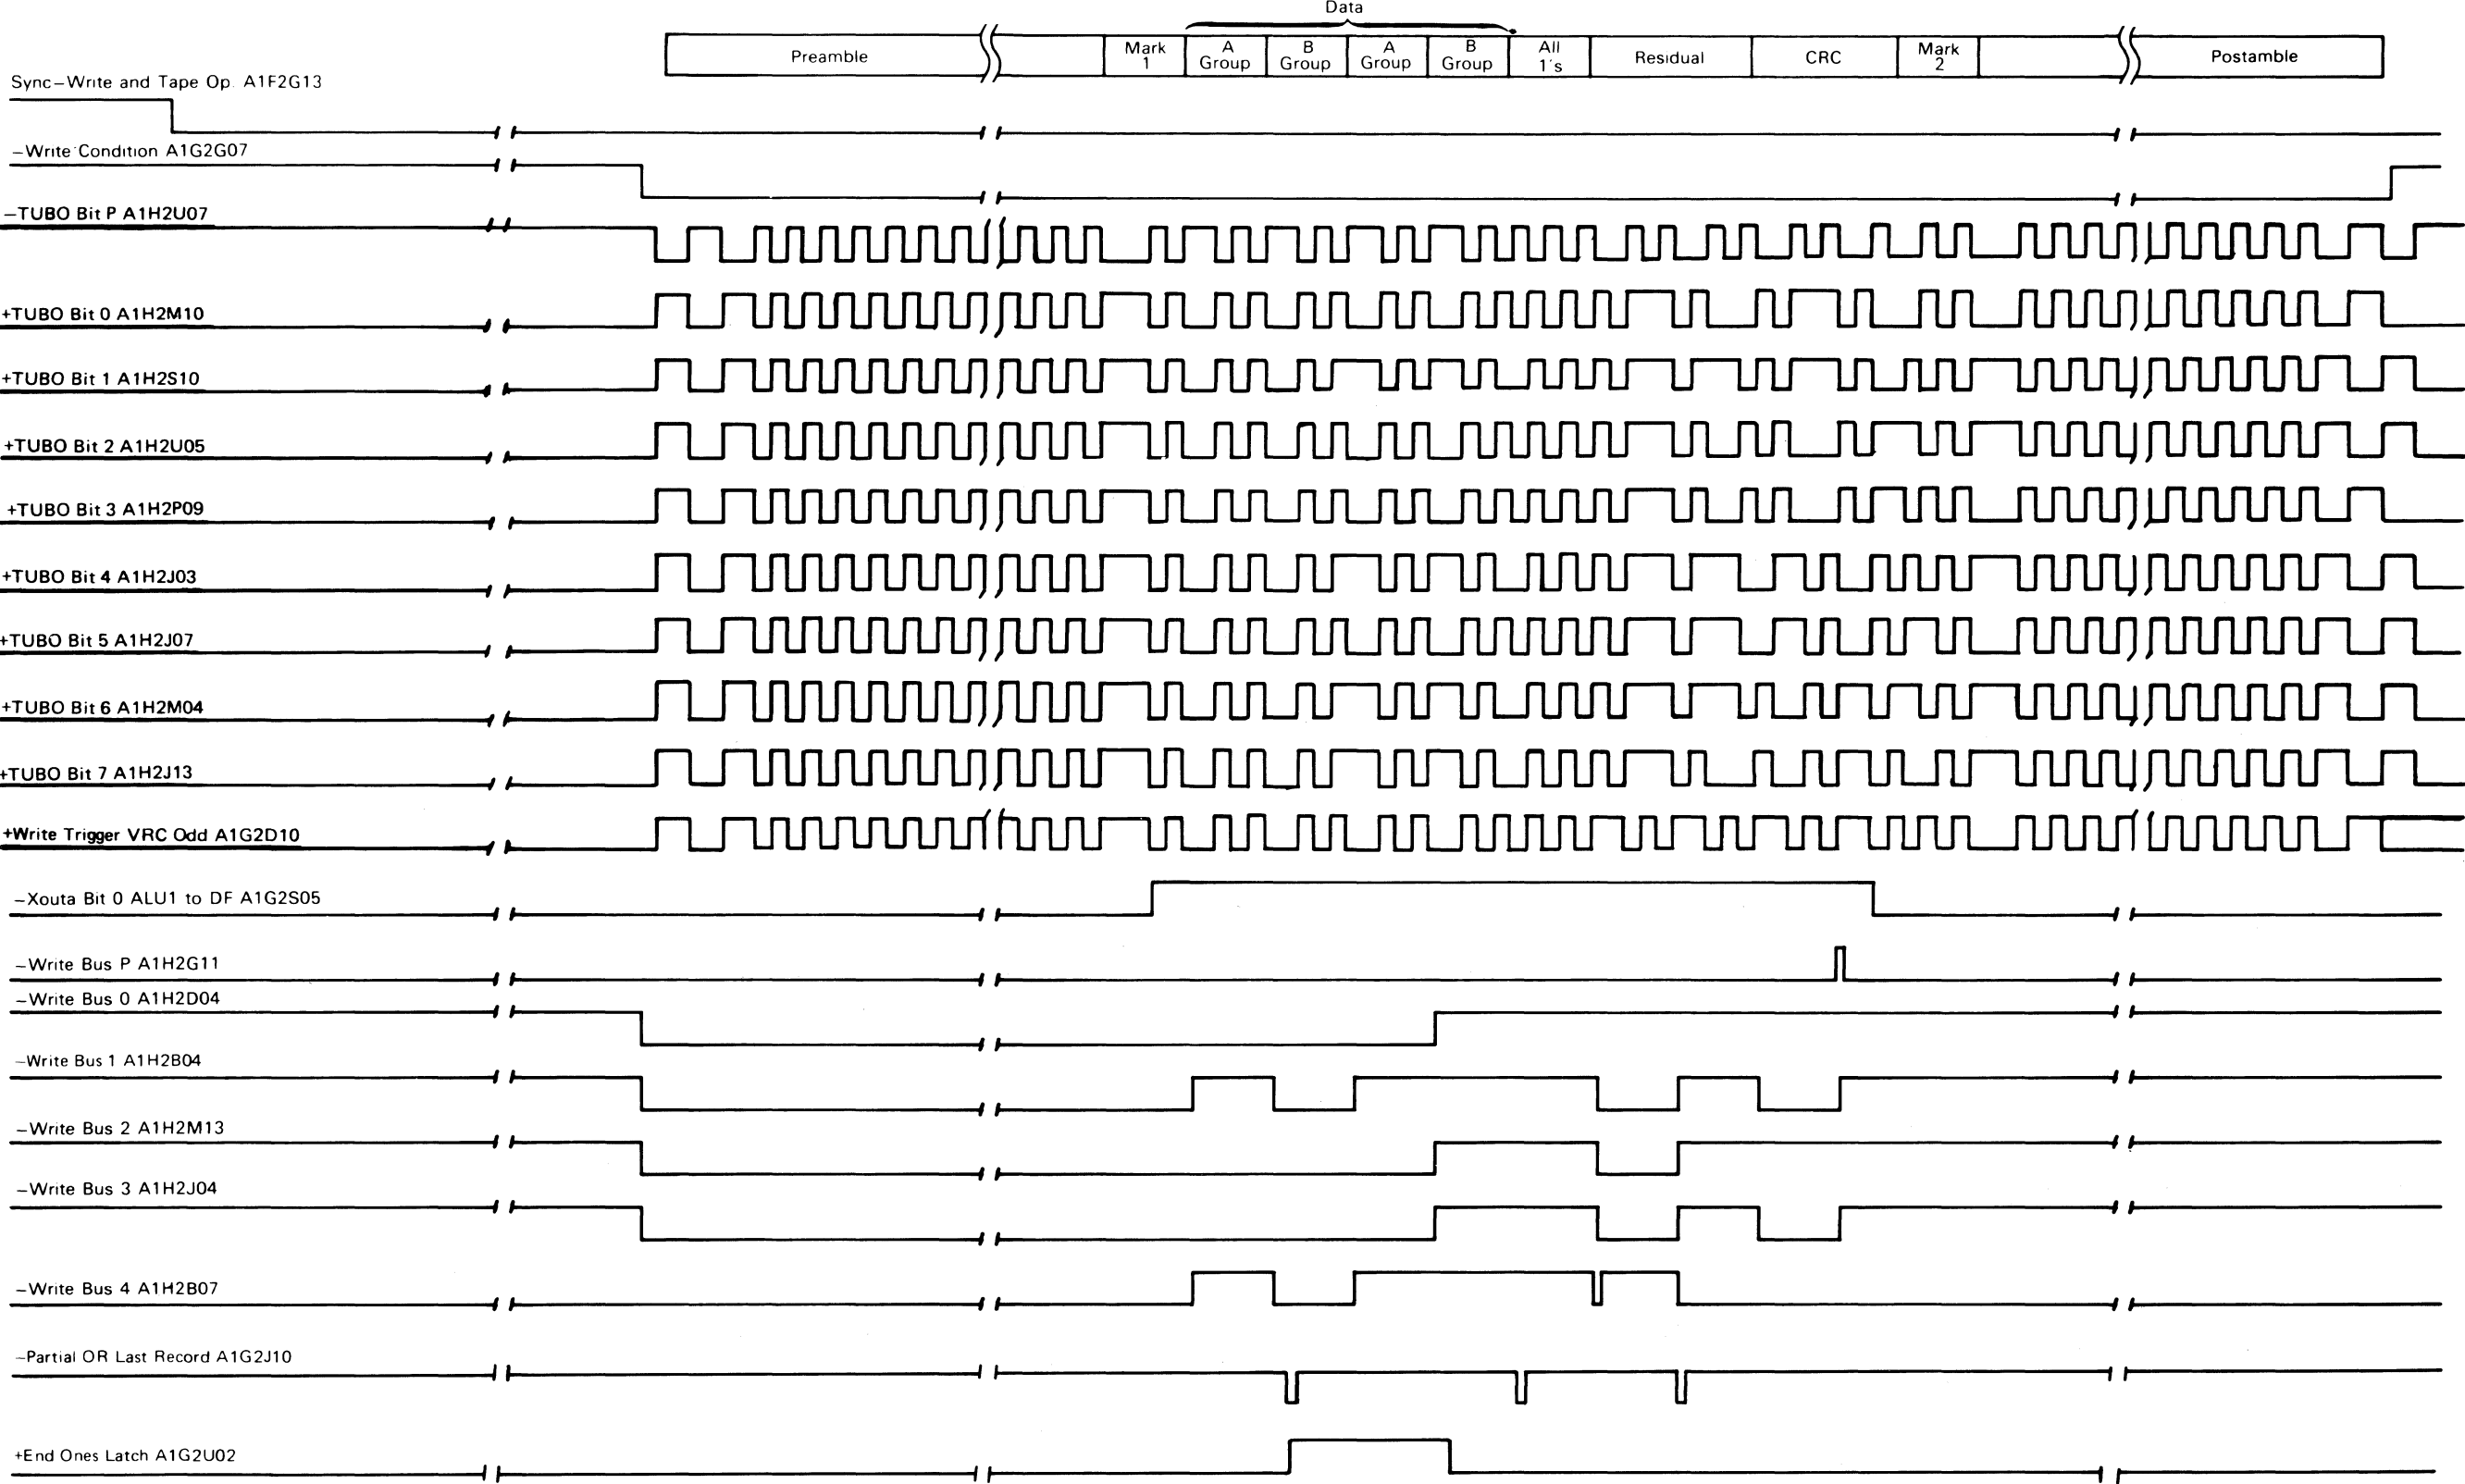 Data
Preamble
Mark 1
A Group
B Group
A Group
B Group
All 1's
Residual
CRC
Mark 2
Postamble
Sync–Write and Tape Op. A1F2G13
–Write Condition A1G2G07
–TUBO Bit P A1H2U07
+TUBO Bit 0 A1H2M10
+TUBO Bit 1 A1H2S10
+TUBO Bit 2 A1H2U05
+TUBO Bit 3 A1H2P09
+TUBO Bit 4 A1H2J03
+TUBO Bit 5 A1H2J07
+TUBO Bit 6 A1H2M04
+TUBO Bit 7 A1H2J13
+Write Trigger VRC Odd A1G2D10
–Xouta Bit 0 ALU1 to DF A1G2S05
–Write Bus P A1H2G11
–Write Bus 0 A1H2D04
–Write Bus 1 A1H2B04
–Write Bus 2 A1H2M13
–Write Bus 3 A1H2J04
–Write Bus 4 A1H2B07
–Partial OR Last Record A1G2J10
+End Ones Latch A1G2U02